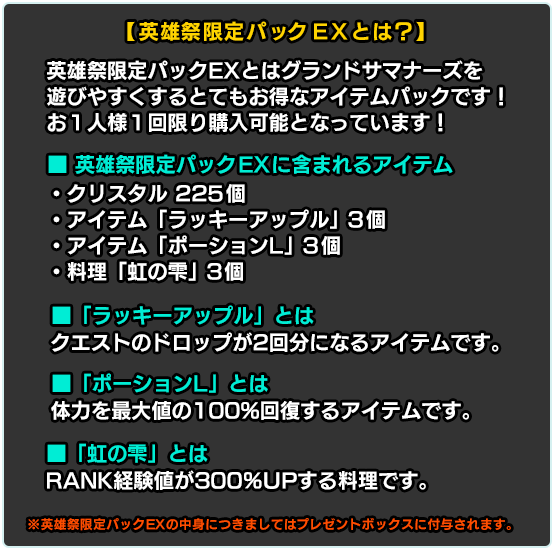 【英雄祭限定パックEXとは?】
英雄祭限定パックEXとはグランドサマナーズを
遊びやすくするとてもお得なアイテムパックです！
お１人様１回限り購入可能となっています！
■ 英雄祭限定パックEXに含まれるアイテム
・クリスタル 225個
・アイテム「ラッキーアップル」3個
・アイテム「ポーションL」3個
・料理「虹の雫」3個
■「ラッキーアップル」とは
クエストのドロップが2回分になるアイテムです。
■「ポーションL」とは
体力を最大値の100%回復するアイテムです。
■「虹の雫」とは
RANK経験値が300%UPする料理です。
※英雄祭限定パックEXの中身につきましてはプレゼントボックスに付与されます。